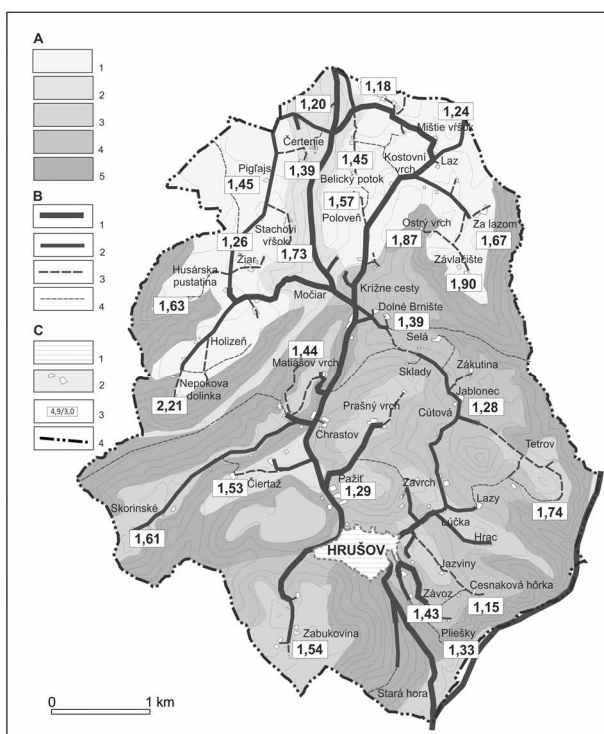 A
1
2
3
4
5
B
1
2
3
4
C
1
2
4,9/3,0 3
4
1,18
1,20
1,24
Mištie vŕšok
Čertenie
1,39
1,45
Kostovní
vrch
Laz
Pigľajs
1,45
Belický potok
1,57
Poloveň
Stachovi
vŕšok
Ostrý vrch
Za lazom
1,26
1,73
1,87
1,67
Žiar
Závlačište
Husárska
pustatina
1,90
1,63
Močiar
Krížne cesty
Dolné Brnište
1,39
Holizeň
Selá
1,44
Matiášov vrch
Sklady
Zákutina
Nepokova
dolinka
Jablonec
2,21
Prašný vrch
Cútová
1,28
Chrastov
Tetrov
Čiertaž
1,53
Pažiť
1,29
Závrch
Skorinské
Lazy
1,74
1,61
Lúčka
HRUŠOV
Hrac
Jazviny
Cesnaková hôrka
Závoz
1,15
1,43
Zabukovina
Pliešky
1,54
1,33
Stará hora
0 1 km